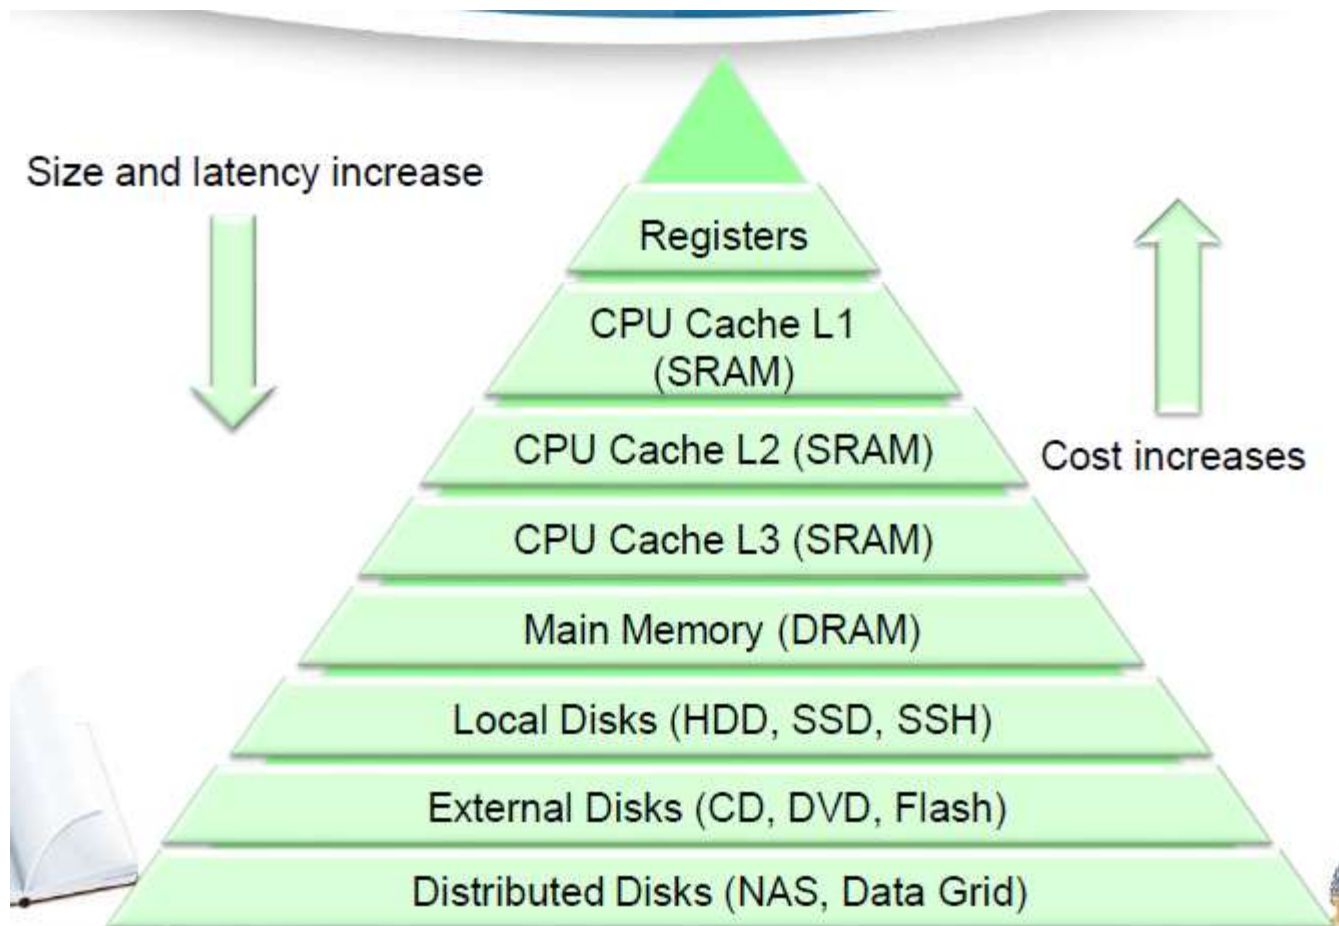 Size and latency increase
Registers
CPU Cache L1
(SRAM)
CPU Cache L2 (SRAM)
Cost increases
CPU Cache L3 (SRAM)
Main Memory (DRAM)
Local Disks (HDD, SSD, SSH)
External Disks (CD, DVD, Flash)
Distributed Disks (NAS, Data Grid)